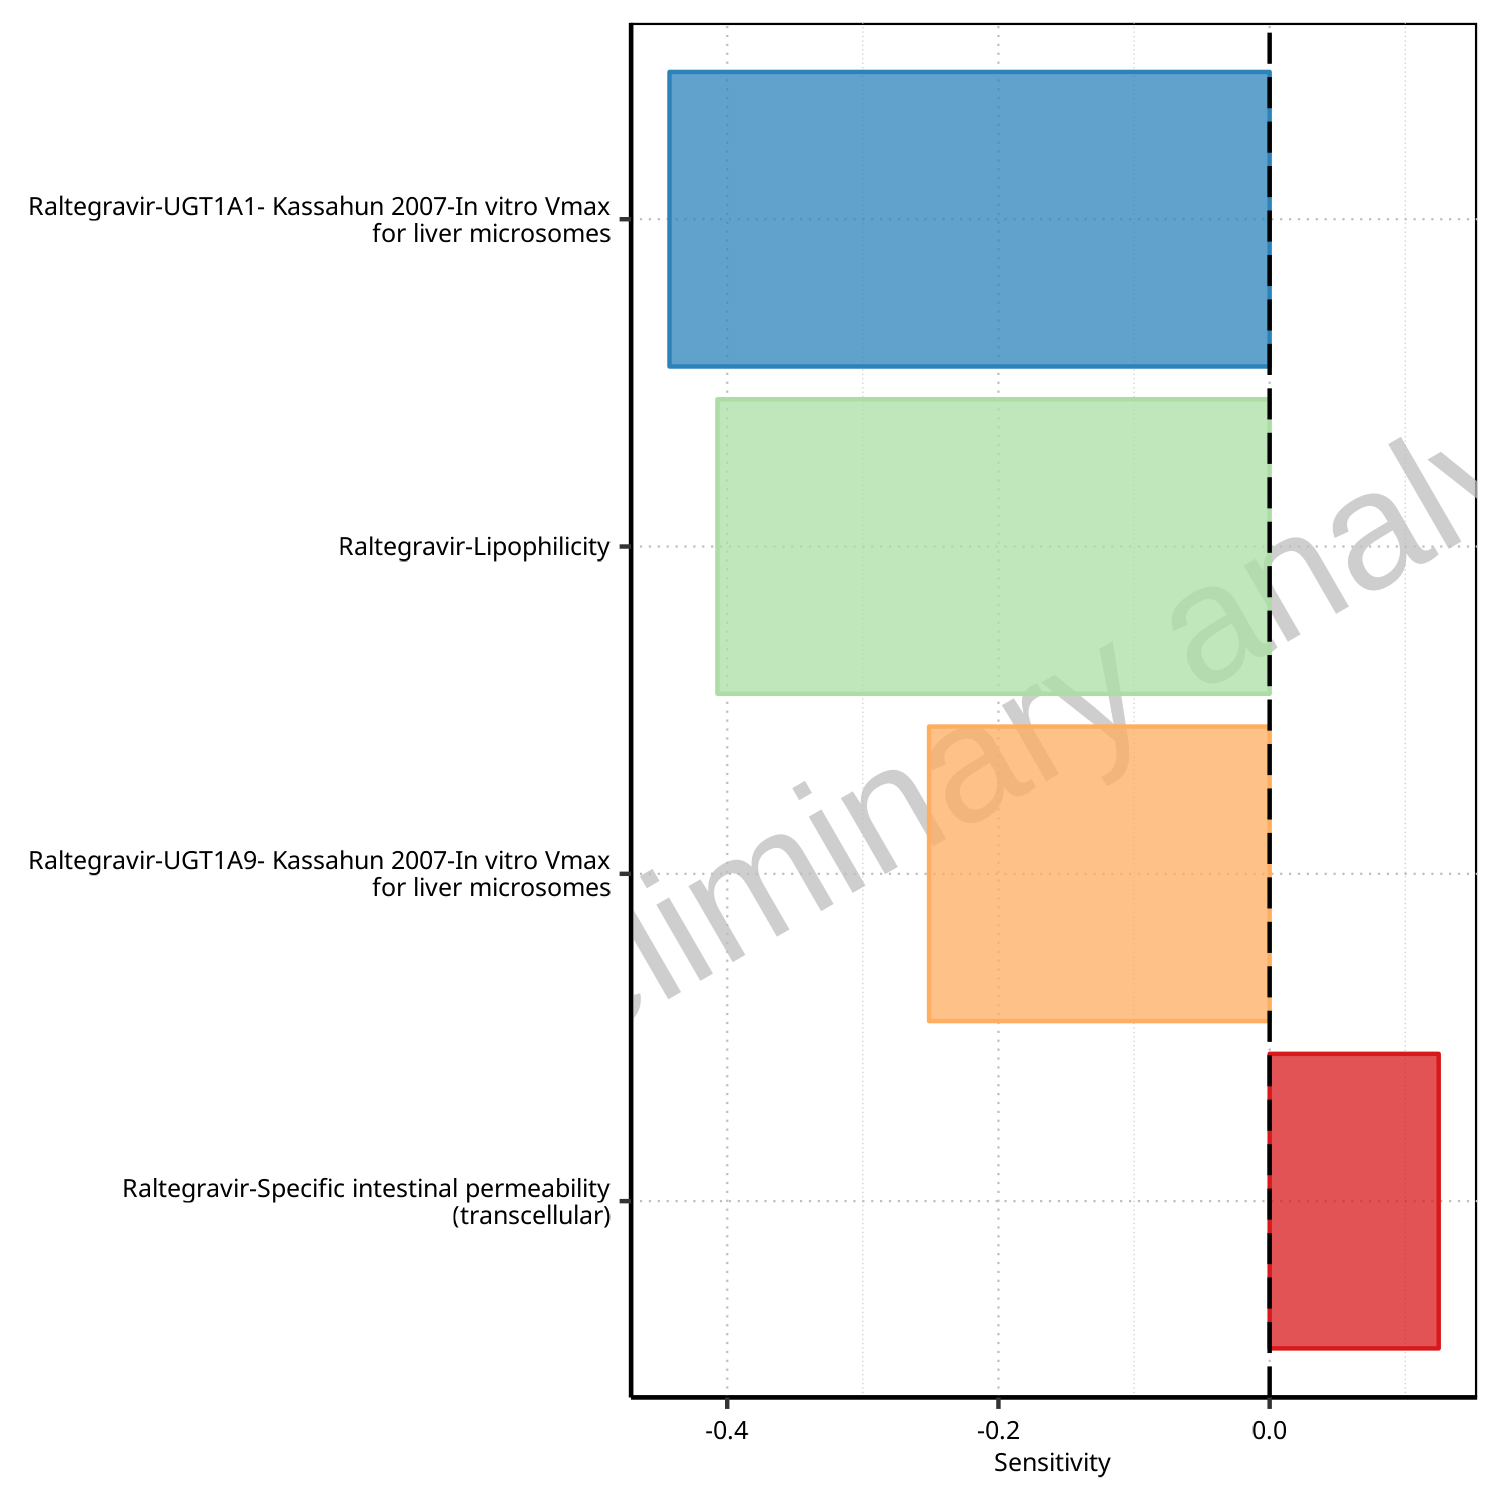 Raltegravir-UGT1A1- Kassahun 2007-In vitro Vmax
for liver microsomes
Raltegravir-Lipophilicity
Raltegravir-UGT1A9- Kassahun 2007-In vitro Vmax
for liver microsomes
Raltegravir-Specific intestinal permeability
(transcellular)
eliminary analy
-0.4 -0.2 0.0
Sensitivity